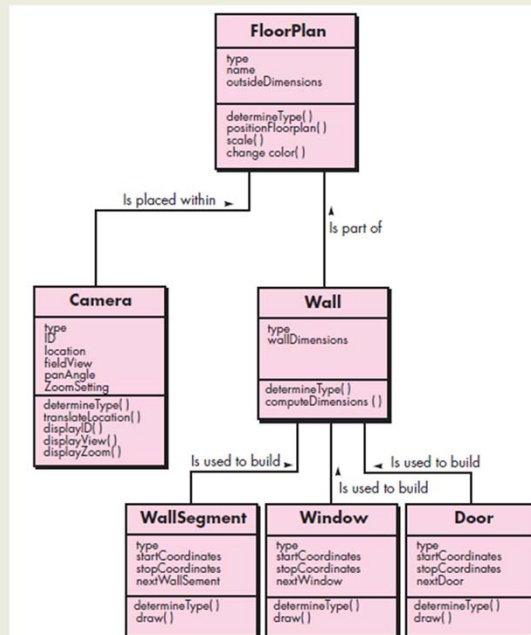 FloorPlan
type
name
outsideDimensions
determineType( )
positionFloorplan( )
scale( )
change color( )
Is placed within
Is part of
Camera
type
ID
location
fieldView
panAngle
ZoomSetting
determineType( )
translateLocation( )
displayID( )
displayView( )
displayZoom( )
Wall
type
wallDimensions
determineType( )
computeDimensions ( )
Is used to build
Is used to build
Is used to build
WallSegment
type
startCoordinates
stopCoordinates
nextWallSement
determineType( )
draw( )
Window
type
startCoordinates
stopCoordinates
nextWindow
determineType( )
draw( )
Door
type
startCoordinates
stopCoordinates
nextDoor
determineType( )
draw( )